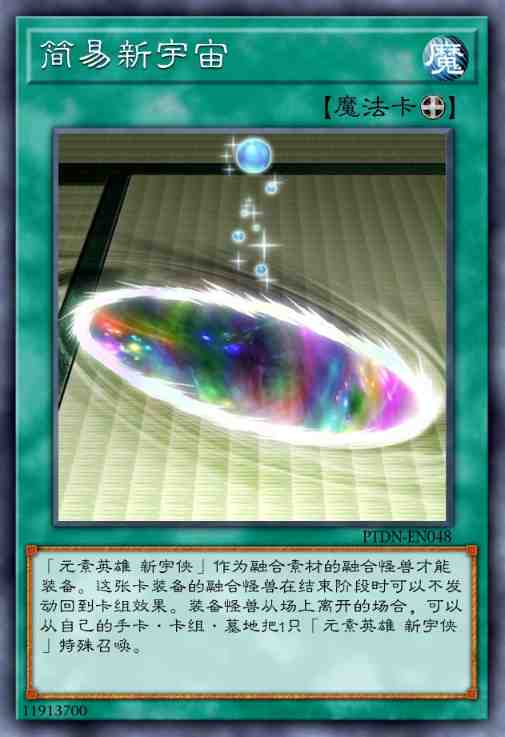 简易新宇宙
魔
【魔法卡】
PTDN-EN048
「元素英雄 新宇侠」作为融合素材的融合怪兽才能
装备。这张卡装备的融合怪兽在结束阶段时可以不发
动回到卡组效果。装备怪兽从场上离开的场合，可以
从自己的手卡·卡组·墓地把1只「元素英雄 新宇侠
」特殊召唤。
11913700